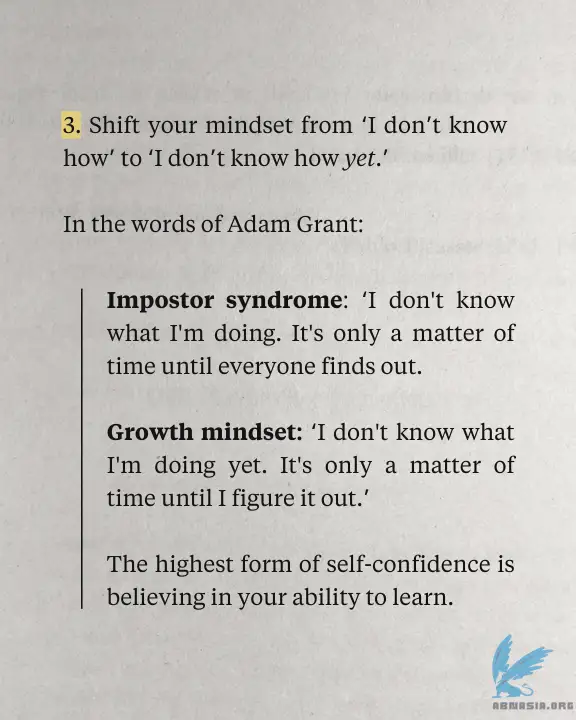 3. Shift your mindset from ‘I don’t know
how’ to ‘I don’t know how yet.’
In the words of Adam Grant:
Impostor syndrome: ‘I don't know
what I'm doing. It's only a matter of
time until everyone finds out.
Growth mindset: ‘I don't know what
I'm doing yet. It's only a matter of
time until I figure it out.’
The highest form of self-confidence is
believing in your ability to learn.
ABMASIA.ORG